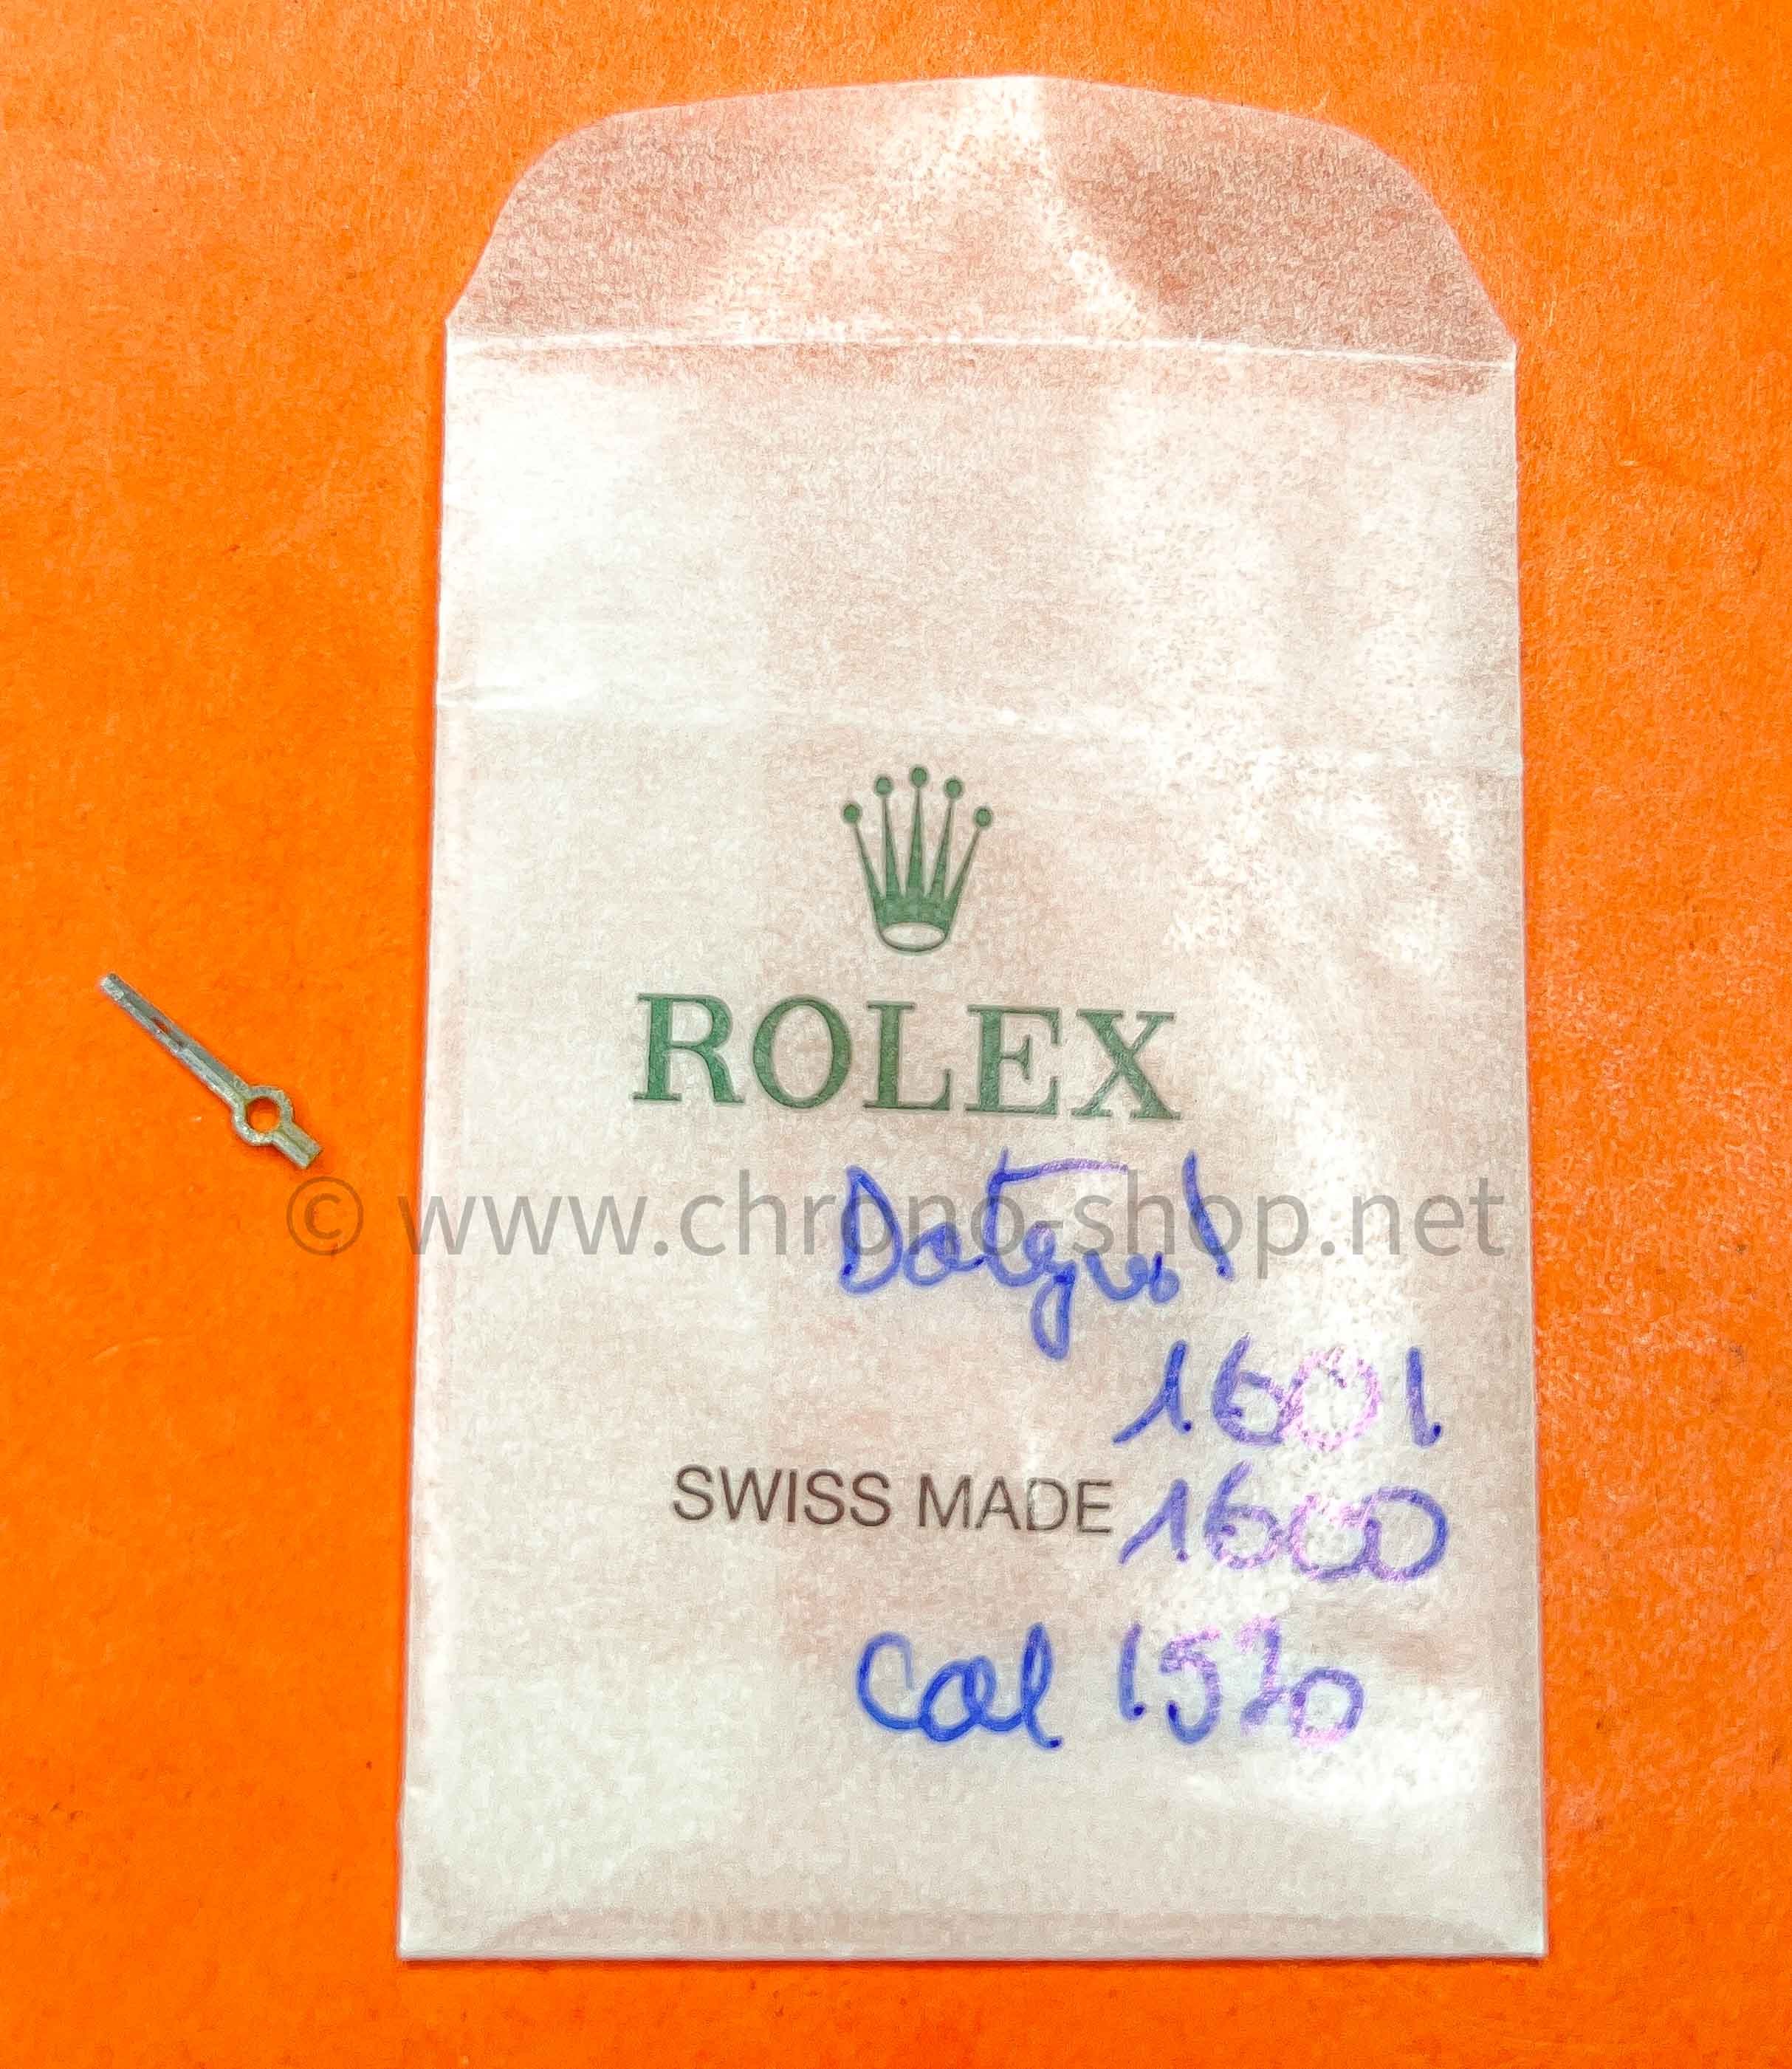 ROLEX
© www.chrono-shop.net
Datejust
1601
SWISS MADE 1600
Cal 1570